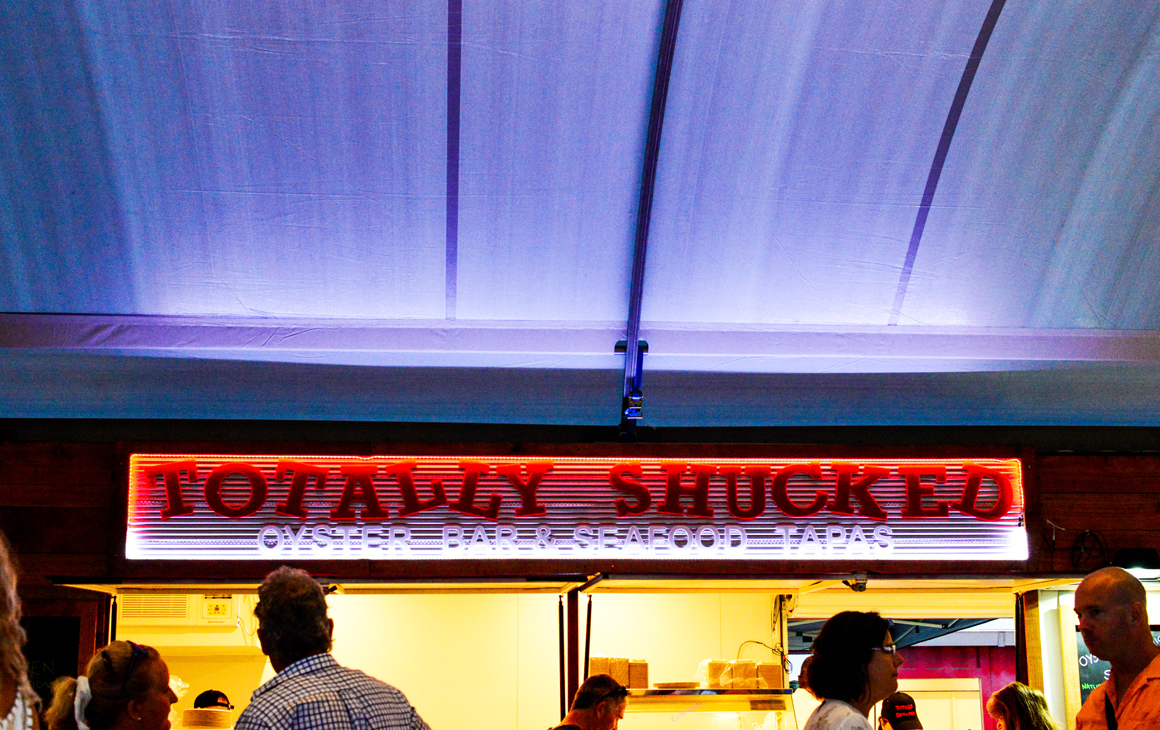 TOTALLY SHUCKED
OYSTER BAR & SEAFOOD TAPAS